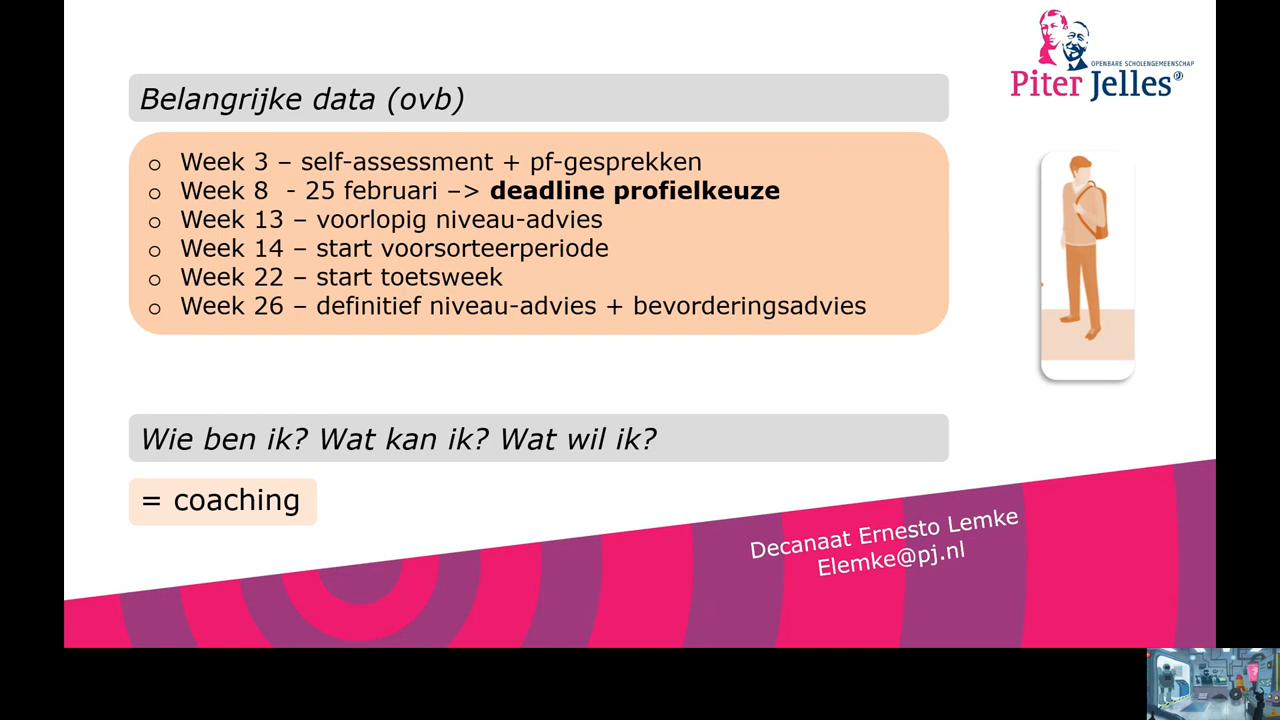 OPENBARE SCHOLENGEMEENSCHAP
Piter Jelles
Belangrijke data (ovb)
o Week 3 – self-assessment + pf-gesprekken
o Week 8 - 25 februari –> deadline profielkeuze
o Week 13 – voorlopig niveau-advies
o Week 14 – start voorsorteerperiode
o Week 22 – start toetsweek
o Week 26 – definitief niveau-advies + bevorderingsadvies
Wie ben ik? Wat kan ik? Wat wil ik?
= coaching
Decanaat Ernesto Lemke
Elemke@pj.nl